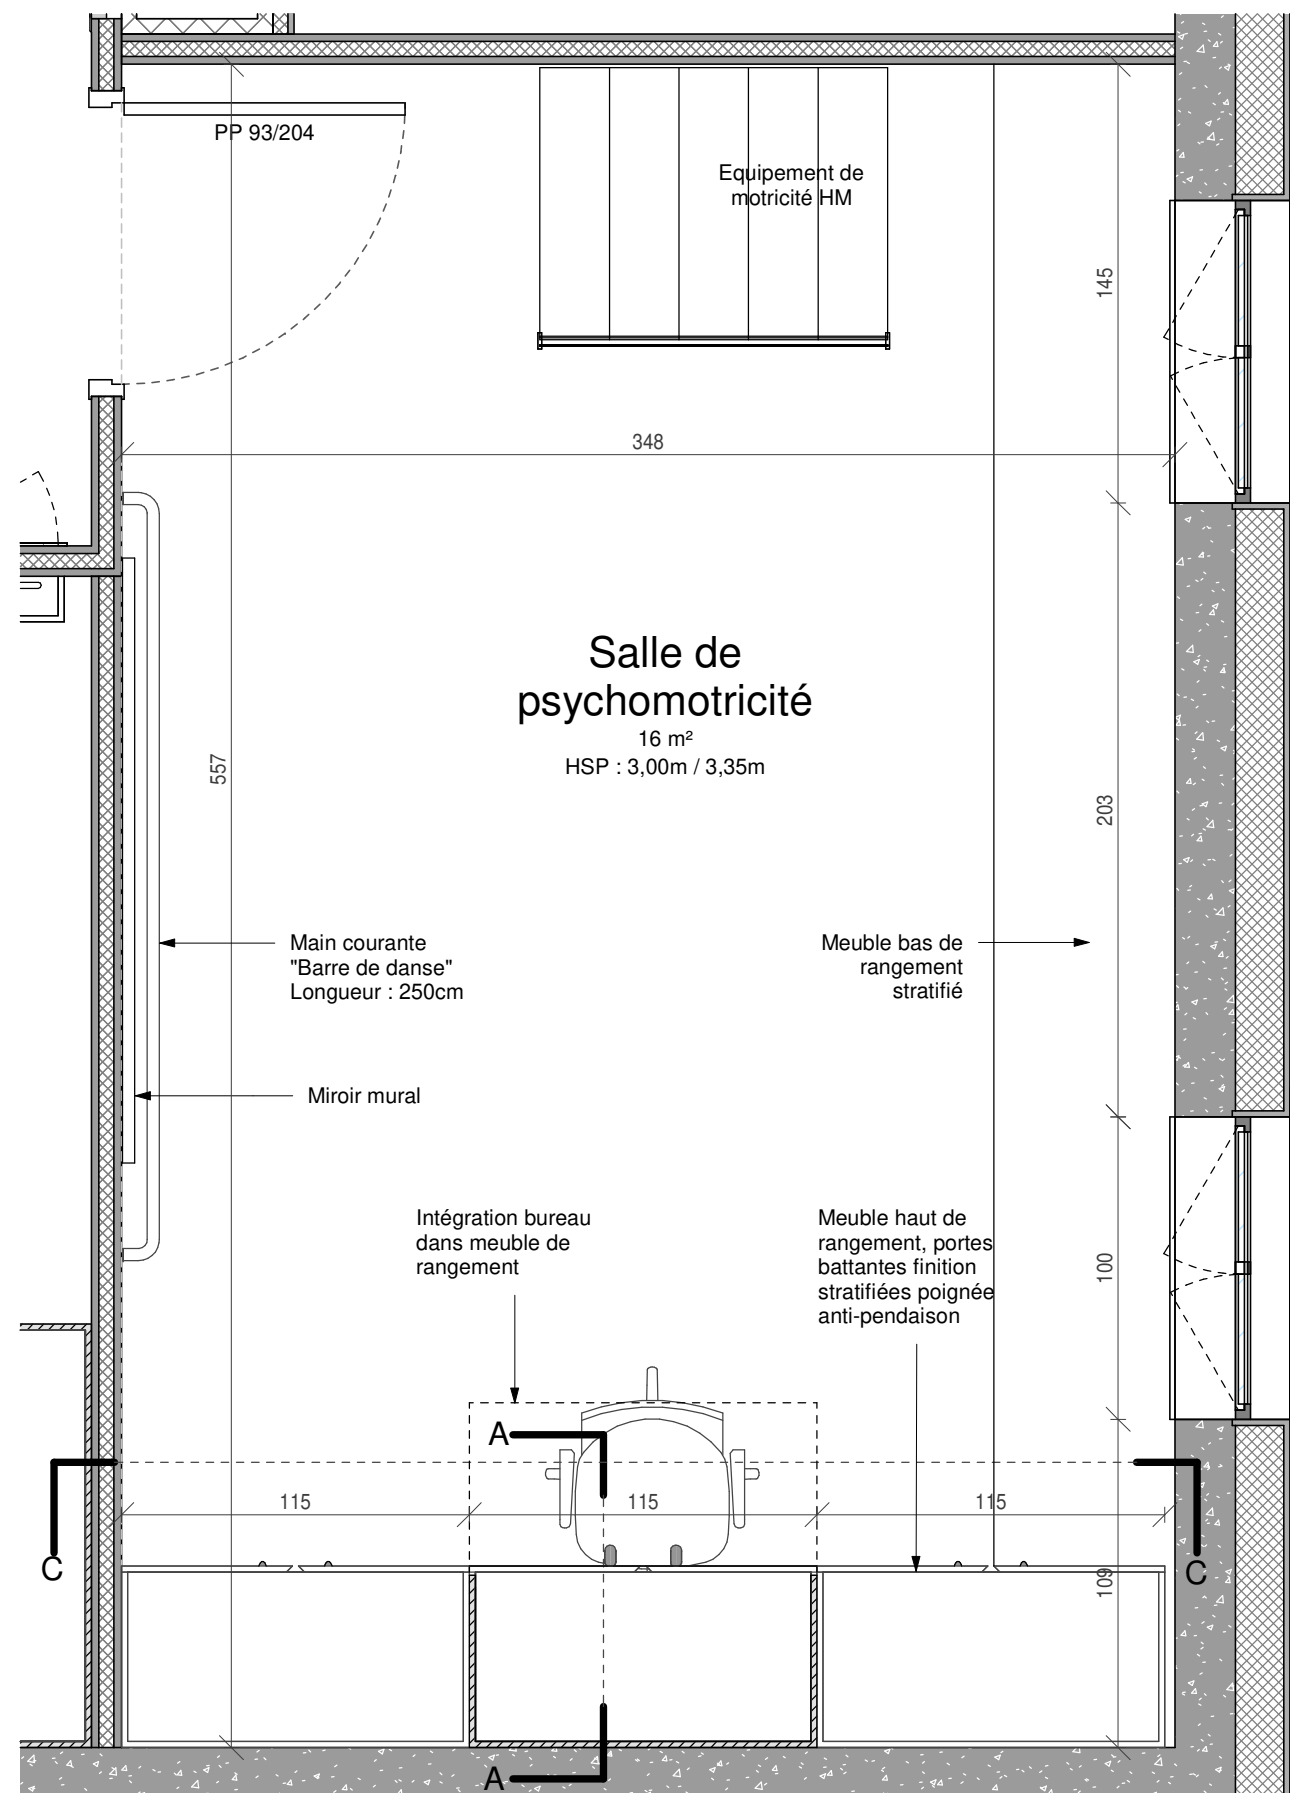 PP 93/204
Equipement de
motricité HM
145
348
Salle de
psychomotricité
16 m²
HSP : 3,00m / 3,35m
557
203
Main courante
"Barre de danse"
Longueur : 250cm
Meuble bas de
rangement
stratifié
Miroir mural
Intégration bureau
dans meuble de
rangement
Meuble haut de
rangement, portes
battantes finition
stratifiées poignée
anti-pendaison
100
A
C
115
115
115
C
109
A